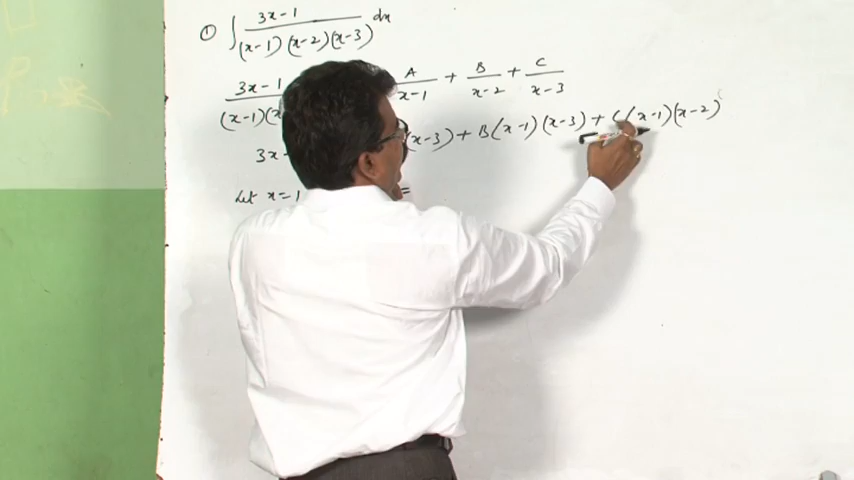 ① ∫ 3x-1 / (x-1)(x-2)(x-3) dx
3x-1 / (x-1)(x A / x-1 + B / x-2 + C / x-3
3x- (x-3) + B(x-1)(x-3) + C(x-1)(x-2)
Let x=1 =